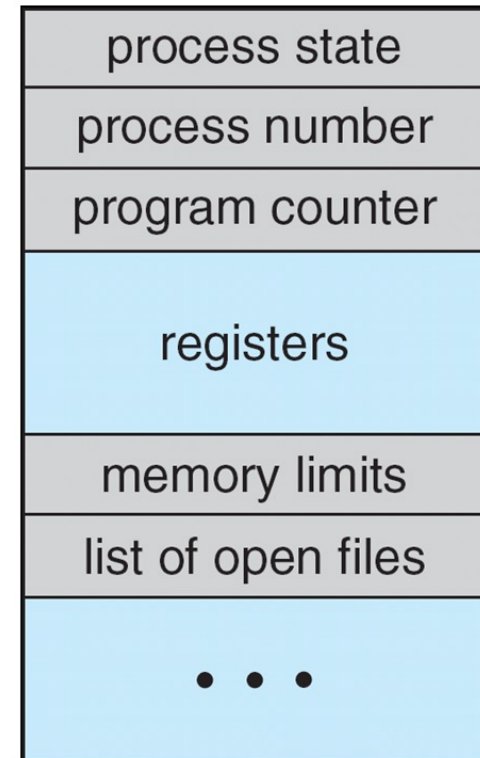 process state
process number
program counter
registers
memory limits
list of open files
• • •